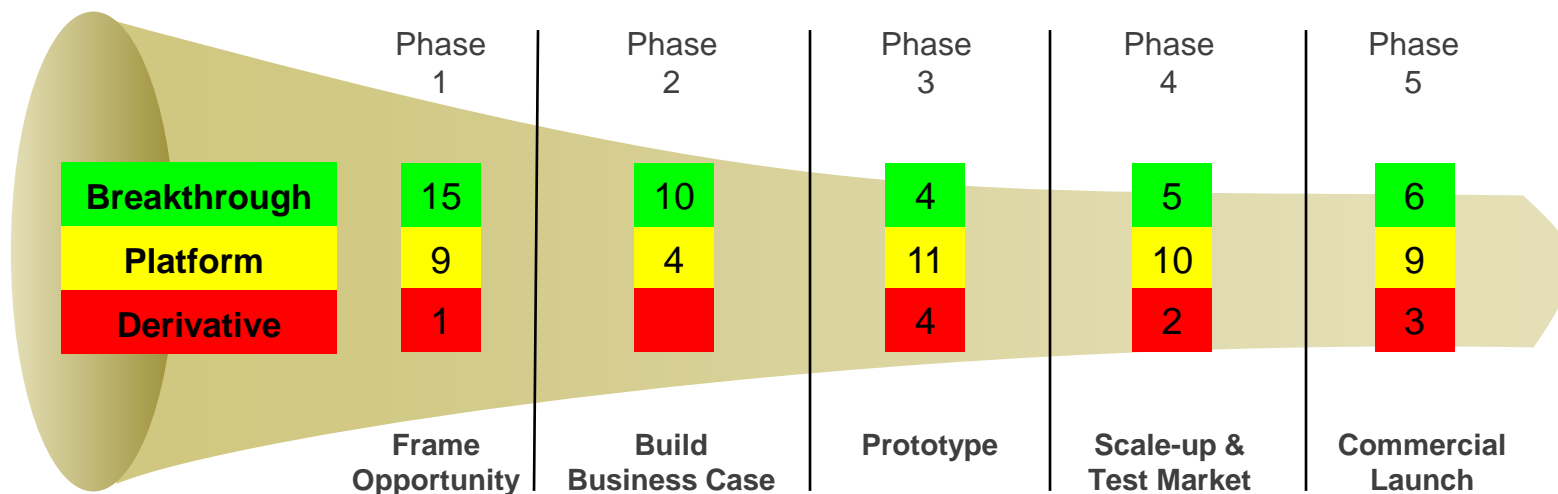 Phase Phase Phase Phase Phase
1 2 3 4 5
Breakthrough 15 10 4 5 6
Platform 9 4 11 10 9
Derivative 1 4 2 3
Frame Build Prototype Scale-up & Commercial
Opportunity Business Case Test Market Launch